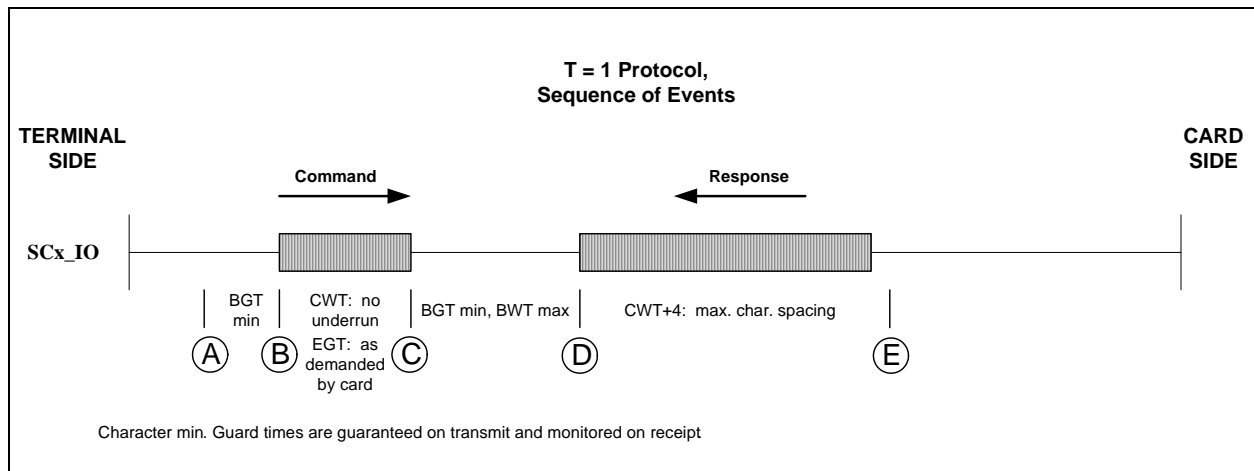 T = 1 Protocol,
Sequence of Events
TERMINAL
SIDE
CARD
SIDE
Command
Response
SCx_IO
BGT
min
CWT: no
underrun
EGT: as
demanded
by card
BGT min, BWT max
CWT+4: max. char. spacing
A
B
C
D
E
Character min. Guard times are guaranteed on transmit and monitored on receipt